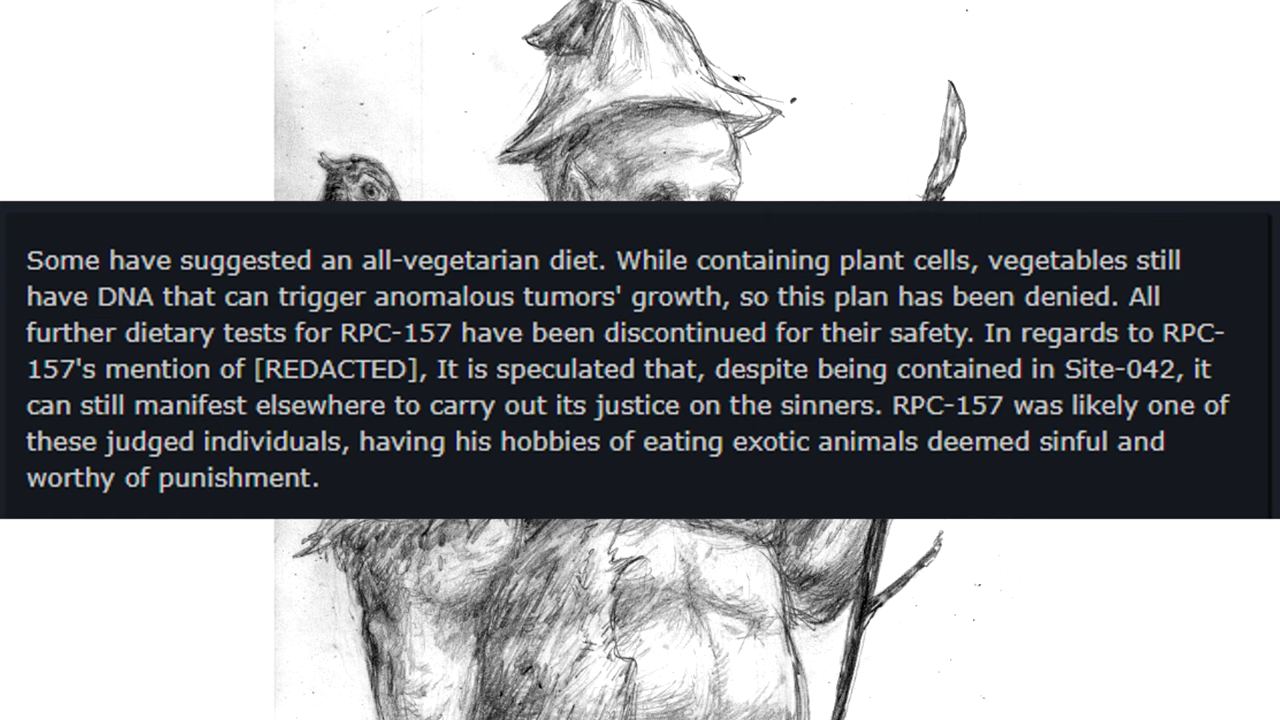 Some have suggested an all-vegetarian diet. While containing plant cells, vegetables still
have DNA that can trigger anomalous tumors' growth, so this plan has been denied. All
further dietary tests for RPC-157 have been discontinued for their safety. In regards to RPC-
157's mention of [REDACTED], It is speculated that, despite being contained in Site-042, it
can still manifest elsewhere to carry out its justice on the sinners. RPC-157 was likely one of
these judged individuals, having his hobbies of eating exotic animals deemed sinful and
worthy of punishment.